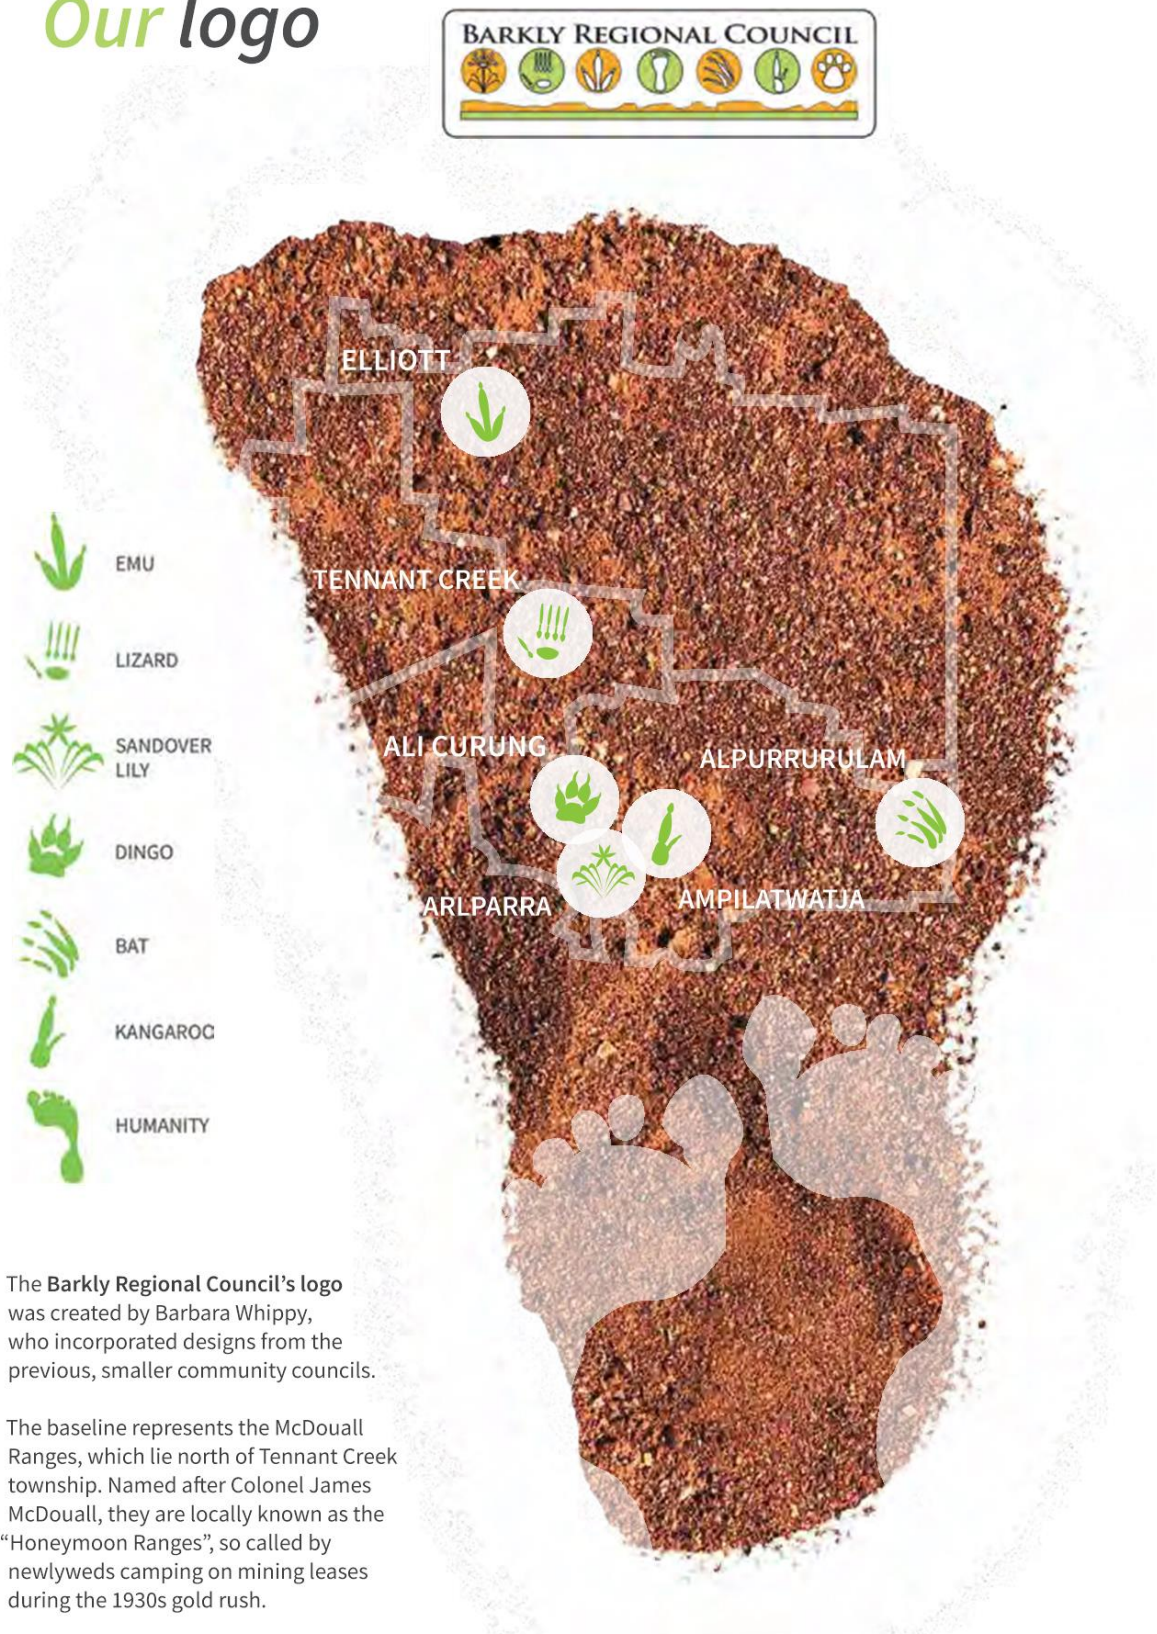 Our logo
BARKLY REGIONAL COUNCIL
ELLIOTT
TENNANT CREEK
ALI CURUNG
ALPURRURULAM
ARLPARRA
AMPILATWATJA
EMU
LIZARD
SANDOVER
LILY
DINGO
BAT
KANGAROO
HUMANITY
The Barkly Regional Council’s logo
was created by Barbara Whippy,
who incorporated designs from the
previous, smaller community councils.
The baseline represents the McDouall
Ranges, which lie north of Tennant Creek
township. Named after Colonel James
McDouall, they are locally known as the
“Honeymoon Ranges”, so called by
newlyweds camping on mining leases
during the 1930s gold rush.